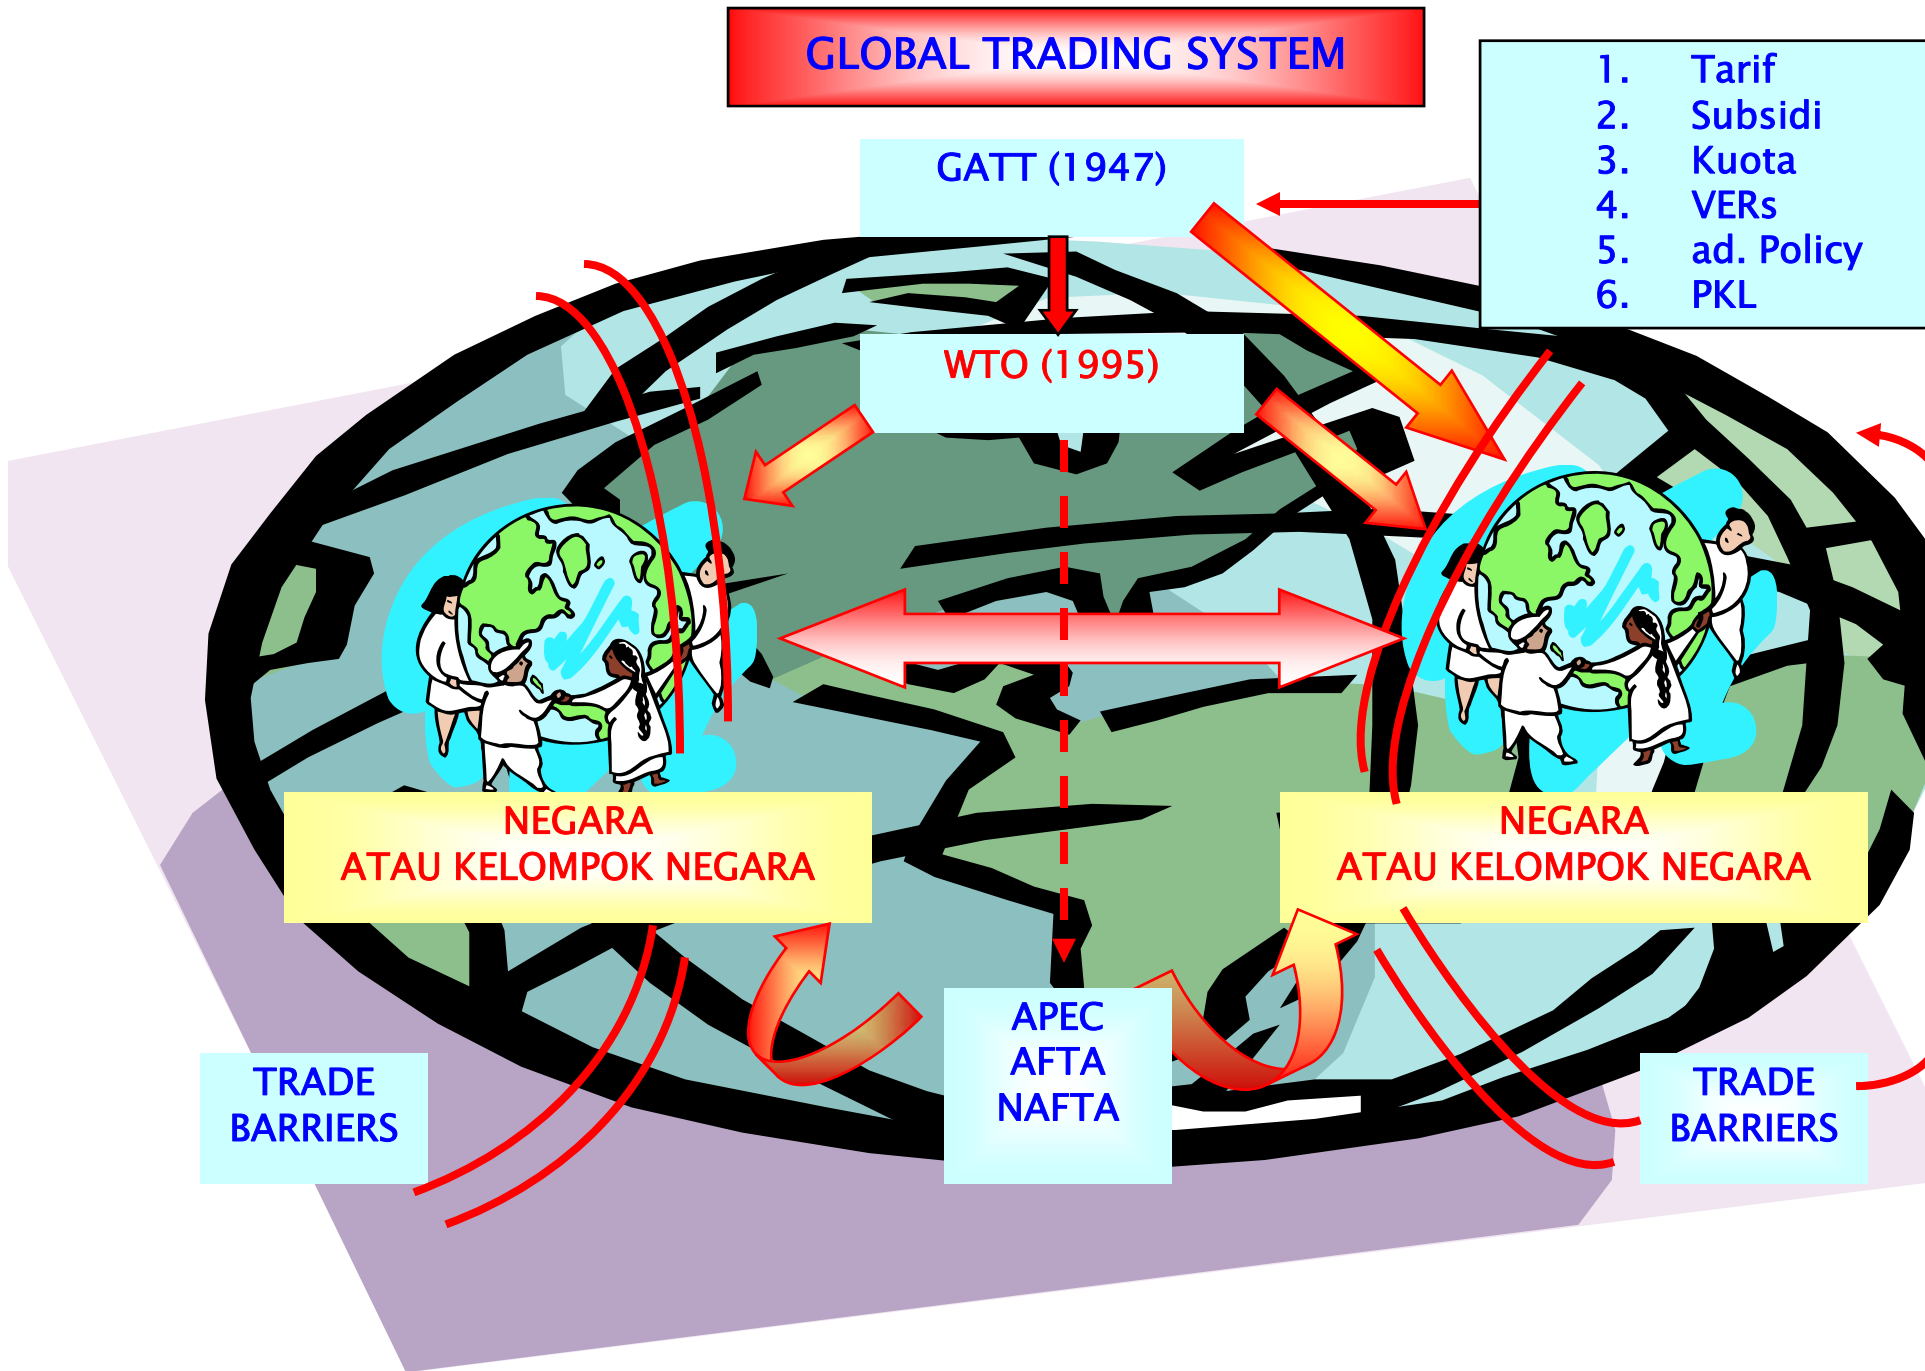 GLOBAL TRADING SYSTEM
1. Tarif
2. Subsidi
3. Kuota
4. VERs
5. ad. Policy
6. PKL
GATT (1947)
WTO (1995)
NEGARA
ATAU KELOMPOK NEGARA
NEGARA
ATAU KELOMPOK NEGARA
APEC
AFTA
NAFTA
TRADE
BARRIERS
TRADE
BARRIERS